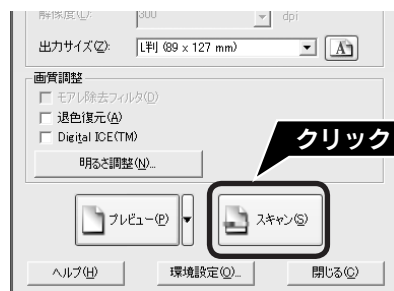 解像度(E): 300 dpi
出力サイズ(Z): L判 (89 x 127 mm)
画質調整
モアレ除去フィルタ(D)
退色復元(A)
Digital ICE(TM)
クリック
明るさ調整(N)...
プレビュー(P) スキャン(S)
ヘルプ(H) 環境設定(O)... 閉じる(C)